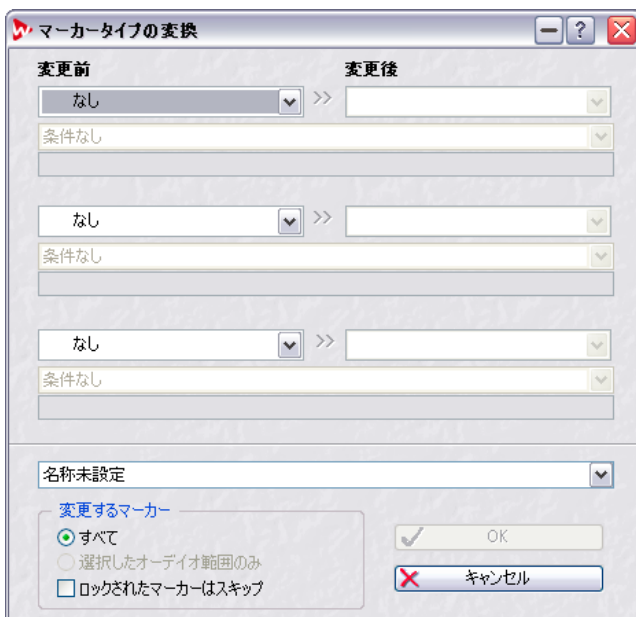 マーカータイプの変換
変更前 変更後
なし >>
条件なし
なし >>
条件なし
なし >>
条件なし
名称未設定
変更するマーカー
すべて
選択したオーデイオ範囲のみ
ロックされたマーカーはスキップ
OK
キャンセル